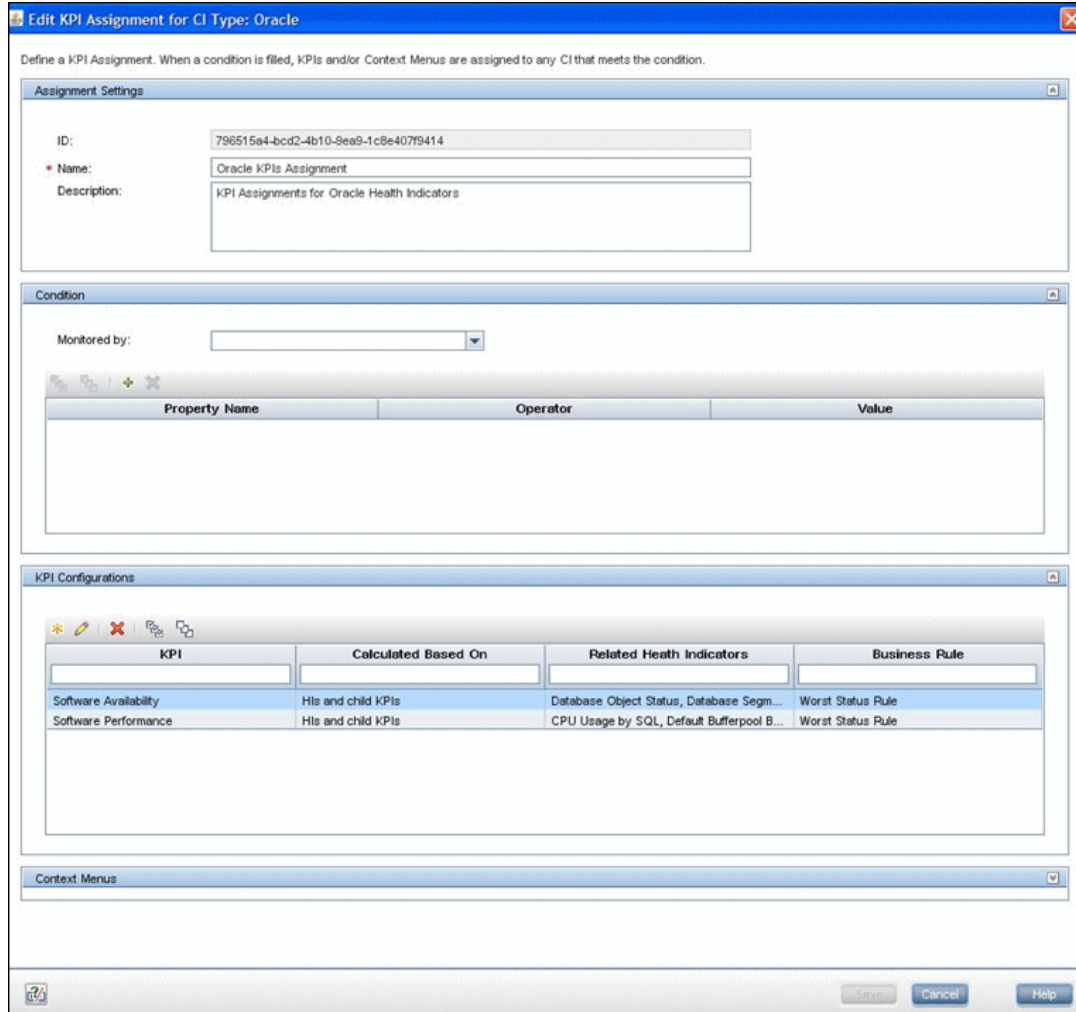 Edit KPI Assignment for CI Type: Oracle
Define a KPI Assignment. When a condition is filled, KPIs and/or Context Menus are assigned to any CI that meets the condition.
Assignment Settings
ID: 796515a4-bcd2-4b10-9ea9-1c8e407f9414
* Name: Oracle KPIs Assignment
Description: KPI Assignments for Oracle Health Indicators
Condition
Monitored by:
Property Name Operator Value
KPI Configurations
KPI Calculated Based On Related Heath Indicators Business Rule
Software Availability HIs and child KPIs Database Object Status, Database Segm... Worst Status Rule
Software Performance HIs and child KPIs CPU Usage by SQL, Default Bufferpool B... Worst Status Rule
Context Menus
Save Cancel Help